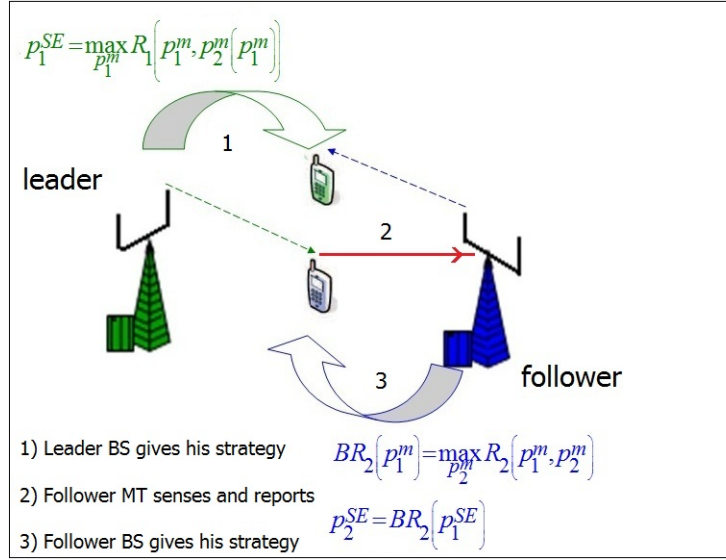 p_1^{SE} = max_{p_1^m} R_1(p_1^m, p_2^m(p_1^m))
1
leader
2
3
follower
1) Leader BS gives his strategy
BR_2(p_1^m) = max_{p_2^m} R_2(p_1^m, p_2^m)
2) Follower MT senses and reports
p_2^{SE} = BR_2(p_1^{SE})
3) Follower BS gives his strategy